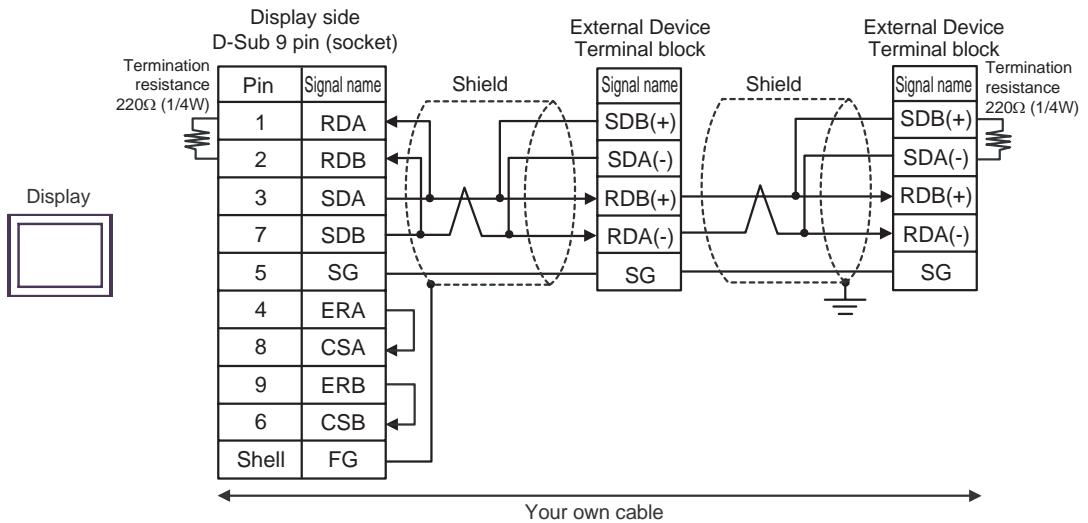 Display side
D-Sub 9 pin (socket)
External Device
Terminal block
External Device
Terminal block
Termination
resistance
220Ω (1/4W)
Termination
resistance
220Ω (1/4W)
Pin Signal name
Shield
Signal name
Shield
Signal name
1 RDA
SDB(+)
SDB(+)
2 RDB
SDA(-)
SDA(-)
Display
3 SDA
RDB(+)
RDB(+)
7 SDB
RDA(-)
RDA(-)
5 SG
SG
SG
4 ERA
8 CSA
9 ERB
6 CSB
Shell FG
Your own cable